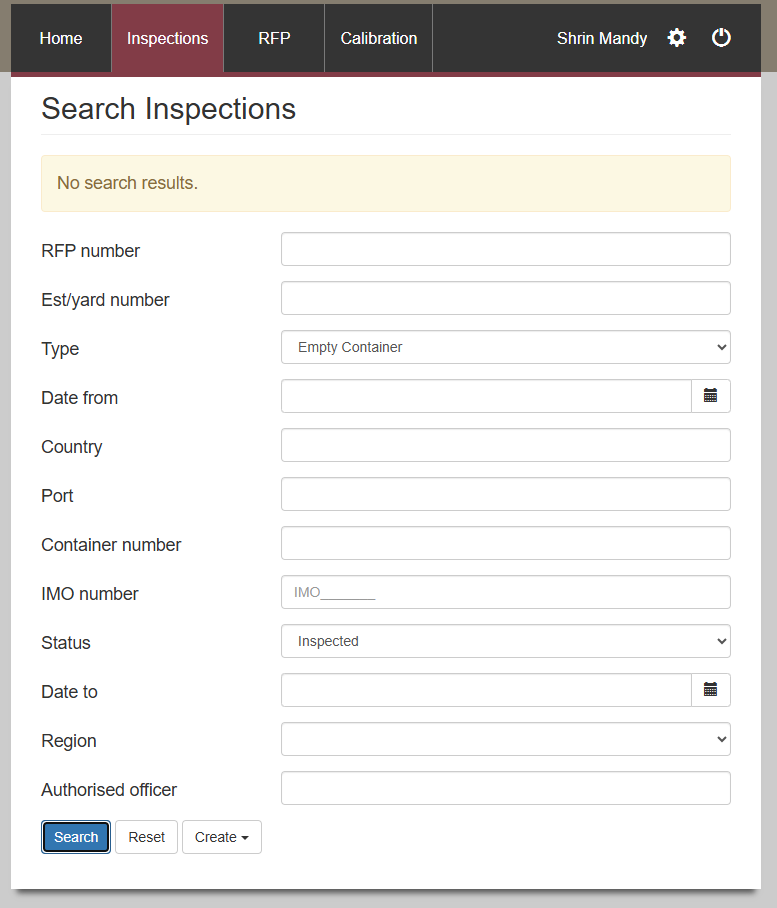 Home Inspections RFP Calibration Shrin Mandy
Search Inspections
No search results.
RFP number
Est/yard number
Type Empty Container
Date from
Country
Port
Container number
IMO number IMO_______
Status Inspected
Date to
Region
Authorised officer
Search Reset Create